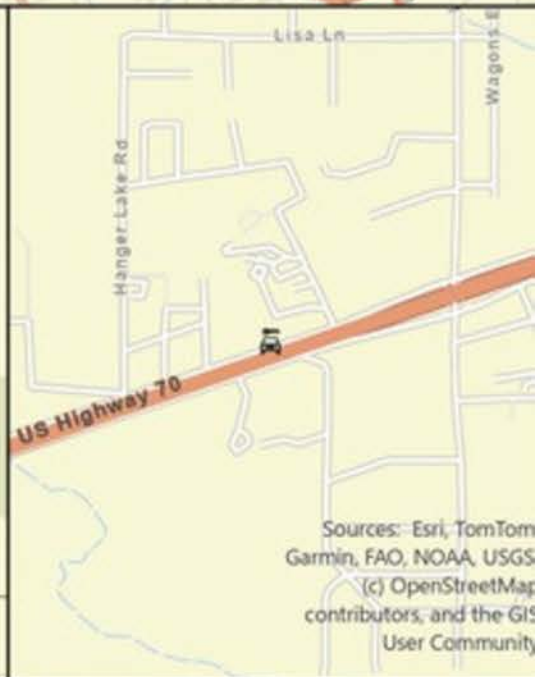 Lisa Ln
Wagons E
Hanger Lake Rd
US Highway 70
Sources: Esri, TomTom
Garmin, FAO, NOAA, USGS
(c) OpenStreetMap
contributors, and the GIS
User Community